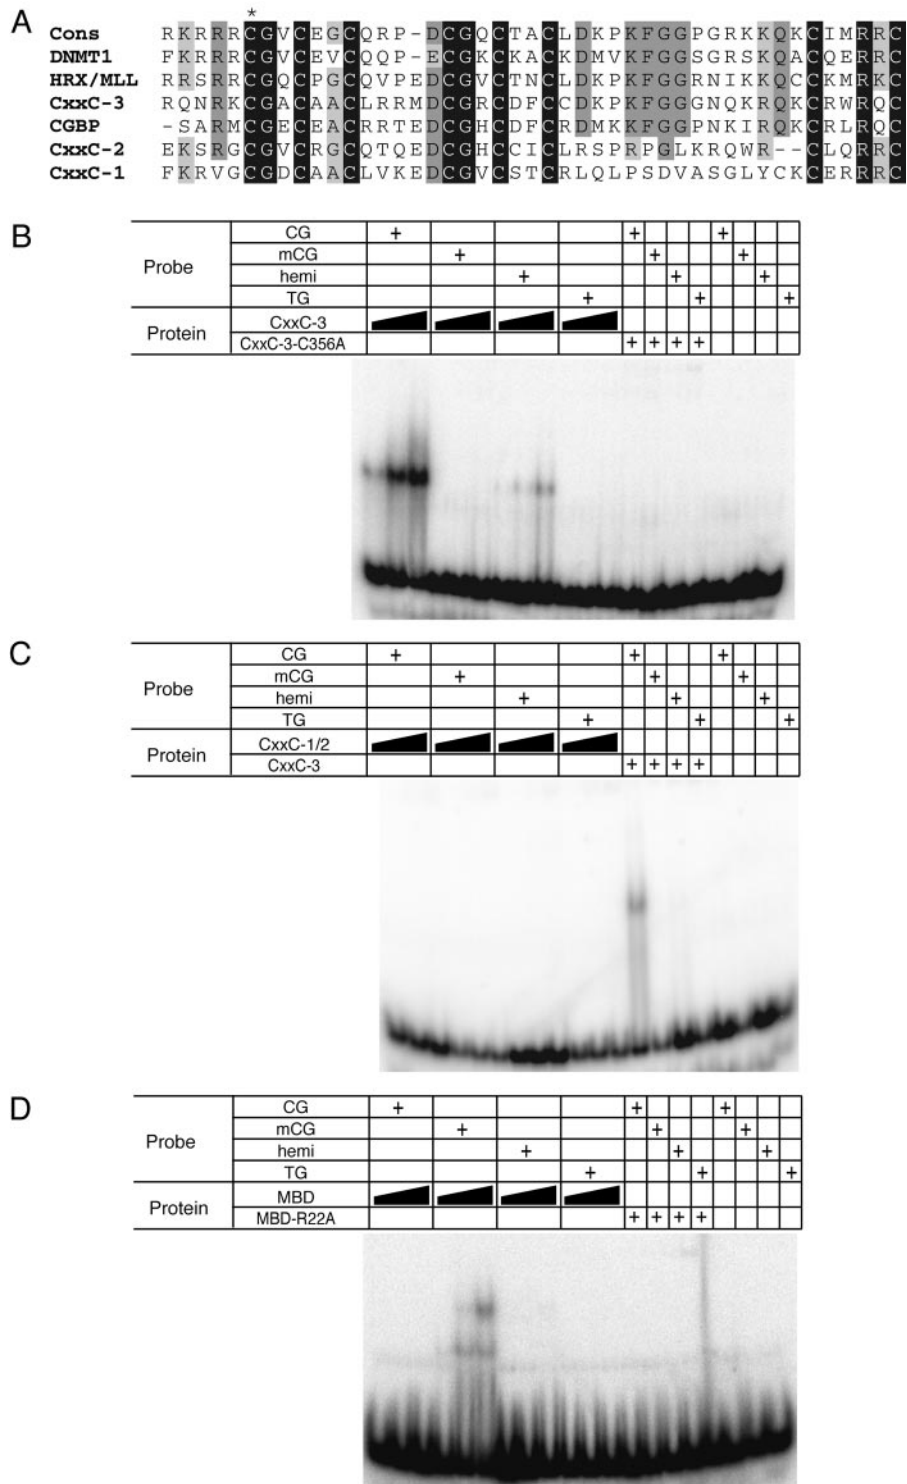 A
*
Cons RKRRRCGVCEGCQRP-DCGQCTACLDKPKFGGPGRKKQKCIMRRC
DNMT1 FKRRRCGVCEVCQQP-ECGKCKACKDMVKFGGSGRSKQACQERRC
HRX/MLL RKSRRCGQCPGCQVPEDCGVCTNCLDKPKFGGRNIKKQCCKMRKC
CxxC-3 RQNRKCGACAACLRRMDCGRCDFCCDKPKFGGGNQKRQKCRWRQC
CGBP -SARMCGECEACRRTEDCGHCDFCRDMKKFGGPNKIRQKCRLRQC
CxxC-2 EKSRGCGVCRGCQTQEDCGHCCICLRSPRPGLKRQWR--CLQRRC
CxxC-1 FKRVGCGDCAACLVKEDCGVCSTCRLQLPSDVASGLYCKCERRRC
B
Probe
CG + + +
mCG + + +
hemi + + +
TG + + +
Protein
CxxC-3
CxxC-3-C356A + + + +
C
Probe
CG + + +
mCG + + +
hemi + + +
TG + + +
Protein
CxxC-1/2
CxxC-3 + + + +
D
Probe
CG + + +
mCG + + +
hemi + + +
TG + + +
Protein
MBD
MBD-R22A + + + +